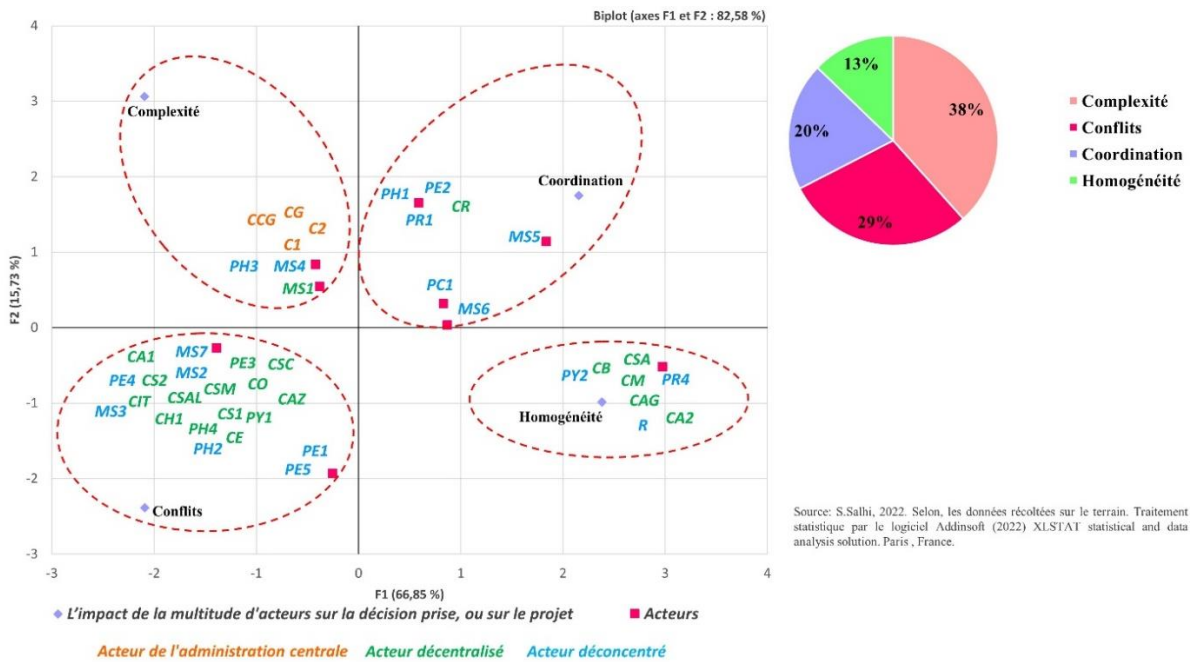 Biplot (axes F1 et F2 : 82,58 %)
4
3
2
1
0
-1
-2
-3
F2 (15,73 %)
Complexité
CCG CG
C2
C1
PH3 MS4
MS1
Coordination
PH1 PE2
CR
PR1
MS5
PC1
MS6
CA1 MS7
PE3 CSC
MS2
PE4 CS2 CSM CO
CIT CSAL CAZ
MS3
CH1 CS1 PY1
PH4 CE
PH2 PE1
PE5
Conflits
CSA
CB
PY2 CM PR4
CAG
Homogénéité
R CA2
-3 -2 -1 0 1 2 3 4
F1 (66,85 %)
L'impact de la multitude d'acteurs sur la décision prise, ou sur le projet Acteurs
Acteur de l'administration centrale Acteur décentralisé Acteur déconcentré
13%
38%
20%
29%
Complexité
Conflits
Coordination
Homogénéité
Source: S.Salhi, 2022. Selon, les données récoltées sur le terrain. Traitement
statistique par le logiciel Addinsoft (2022) XLSTAT statistical and data
analysis solution. Paris , France.